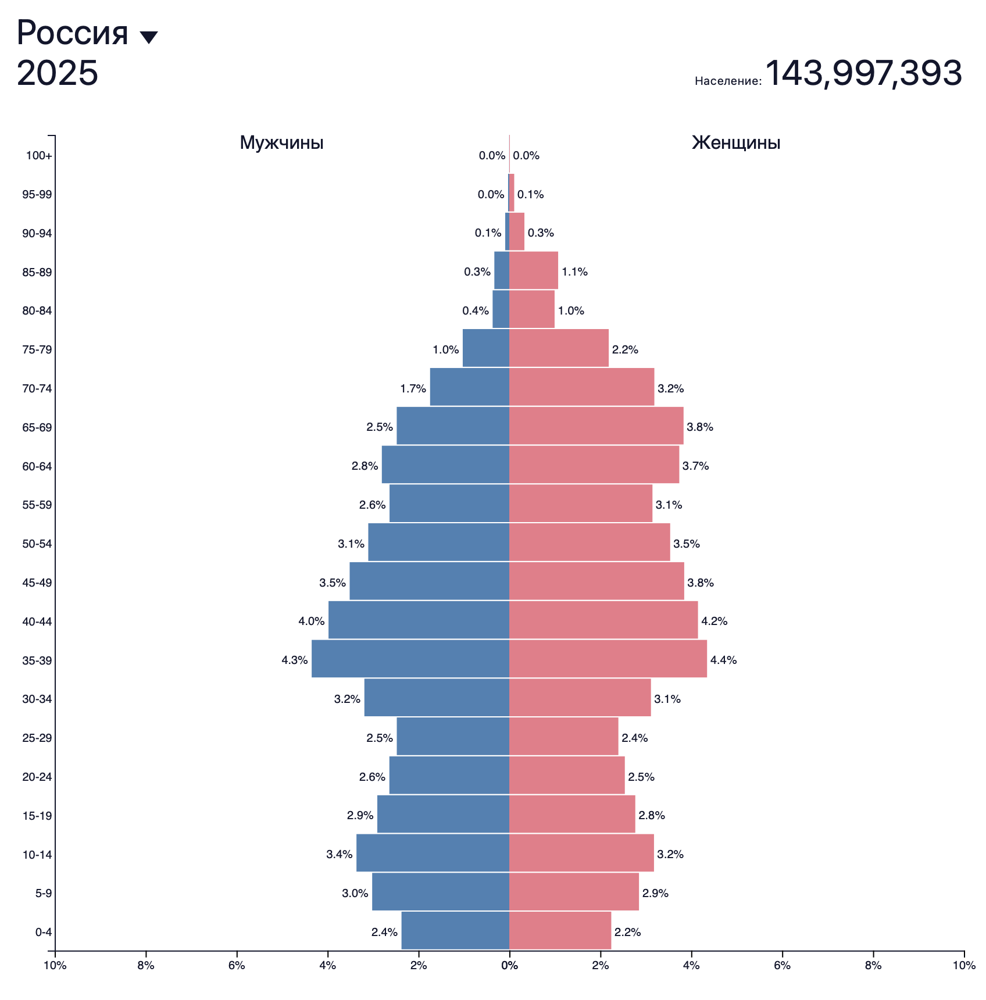 Россия
2025
Население: 143,997,393
Мужчины Женщины
100+ 0.0% 0.0%
95-99 0.0% 0.1%
90-94 0.1% 0.3%
85-89 0.3% 1.1%
80-84 0.4% 1.0%
75-79 1.0% 2.2%
70-74 1.7% 3.2%
65-69 2.5% 3.8%
60-64 2.8% 3.7%
55-59 2.6% 3.1%
50-54 3.1% 3.5%
45-49 3.5% 3.8%
40-44 4.0% 4.2%
35-39 4.3% 4.4%
30-34 3.2% 3.1%
25-29 2.5% 2.4%
20-24 2.6% 2.5%
15-19 2.9% 2.8%
10-14 3.4% 3.2%
5-9 3.0% 2.9%
0-4 2.4% 2.2%
10% 8% 6% 4% 2% 0% 2% 4% 6% 8% 10%